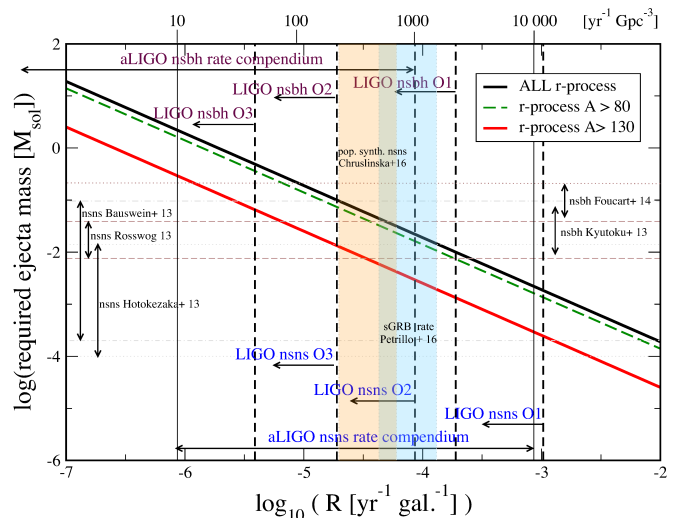 10 100 1000 10 000 [yr-1 Gpc-3]
2
0
-2
-4
-6
log(required ejecta mass [Msol])
aLIGO nsbh rate compendium
LIGO nsbh O1
LIGO nsbh O2
LIGO nsbh O3
ALL r-process
r-process A > 80
r-process A> 130
pop. synth. nsns
Chruslinska+16
nsns Bauswein+ 13
nsns Rosswog 13
nsns Hotokezaka+ 13
nsbh Foucart+ 14
nsbh Kyutoku+ 13
sGRB rate
Petrillo+ 16
LIGO nsns O3
LIGO nsns O2
LIGO nsns O1
aLIGO nsns rate compendium
-7 -6 -5 -4 -3 -2
log10 ( R [yr-1 gal.-1] )